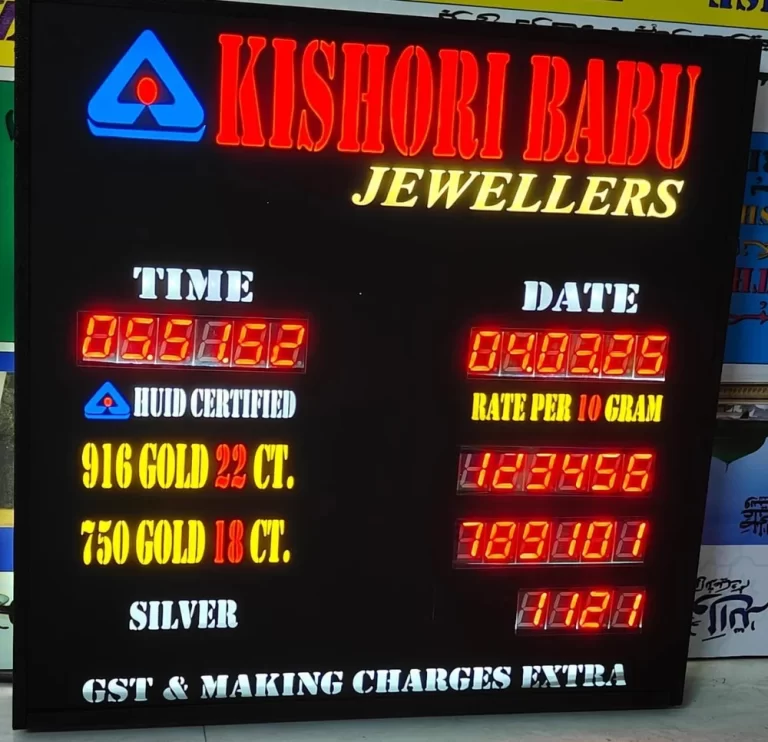 KISHORI BABU
JEWELLERS
TIME
DATE
05.51.52
04.03.25
HUID CERTIFIED
RATE PER 10 GRAM
916 GOLD 22 CT.
123456
750 GOLD 18 CT.
789101
SILVER
1121
GST & MAKING CHARGES EXTRA